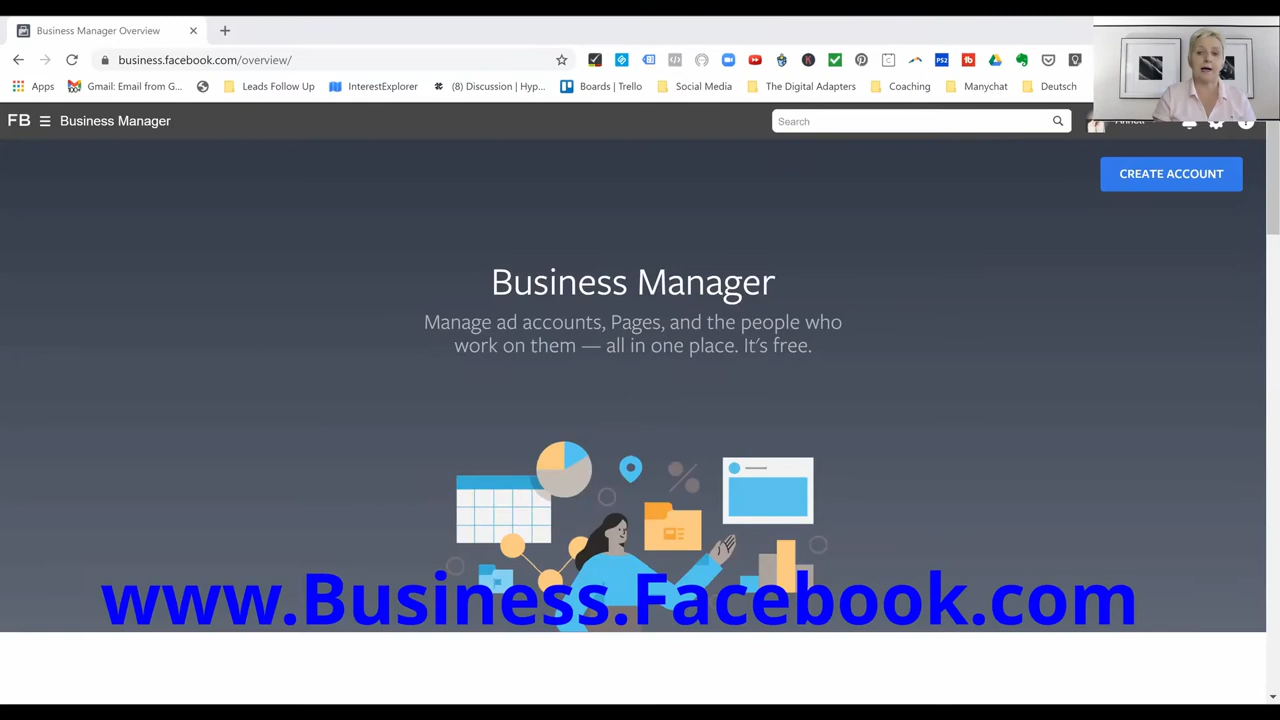 Business Manager Overview
business.facebook.com/overview/
Apps
Gmail: Email from G...
Leads Follow Up
InterestExplorer
(8) Discussion | Hyp...
Boards | Trello
Social Media
The Digital Adapters
Coaching
Manychat
Deutsch
FB Business Manager
Search
CREATE ACCOUNT
Business Manager
Manage ad accounts, Pages, and the people who
work on them — all in one place. It's free.
www.Business.Facebook.com